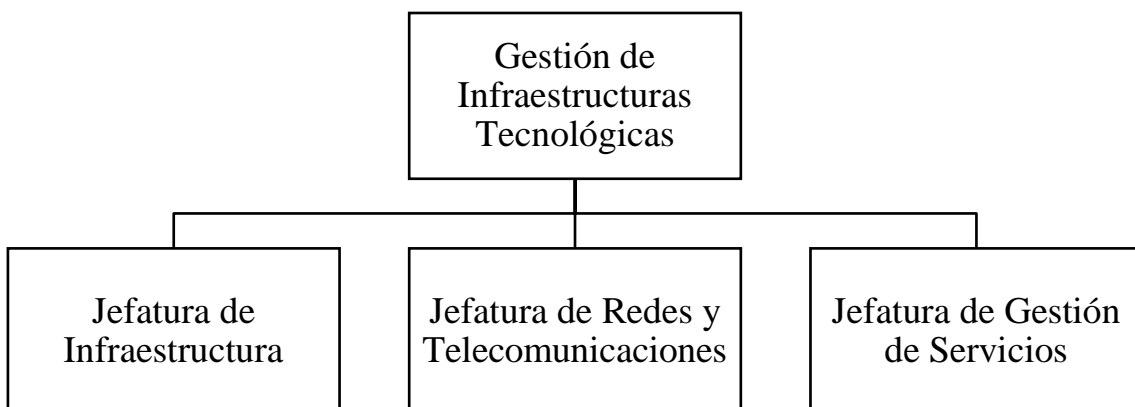 Gestión de
Infraestructuras
Tecnológicas
Jefatura de
Infraestructura
Jefatura de Redes y
Telecomunicaciones
Jefatura de Gestión
de Servicios